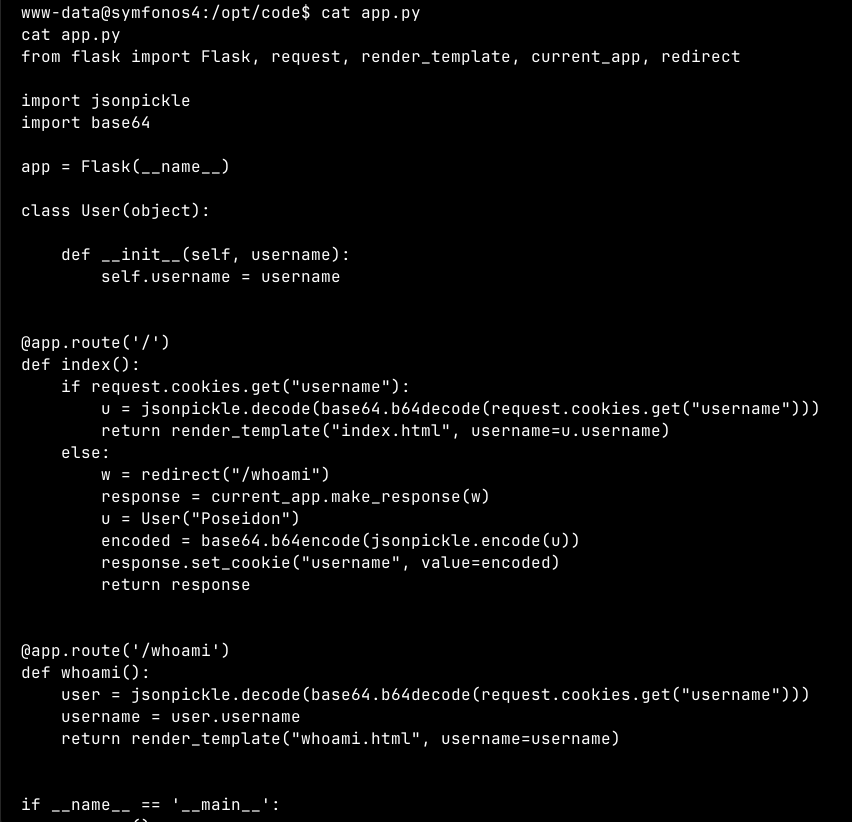 www-data@symfonos4:/opt/code$ cat app.py
cat app.py
from flask import Flask, request, render_template, current_app, redirect

import jsonpickle
import base64

app = Flask(__name__)

class User(object):

    def __init__(self, username):
        self.username = username


@app.route('/')
def index():
    if request.cookies.get("username"):
        u = jsonpickle.decode(base64.b64decode(request.cookies.get("username")))
        return render_template("index.html", username=u.username)
    else:
        w = redirect("/whoami")
        response = current_app.make_response(w)
        u = User("Poseidon")
        encoded = base64.b64encode(jsonpickle.encode(u))
        response.set_cookie("username", value=encoded)
        return response


@app.route('/whoami')
def whoami():
    user = jsonpickle.decode(base64.b64decode(request.cookies.get("username")))
    username = user.username
    return render_template("whoami.html", username=username)


if __name__ == '__main__':